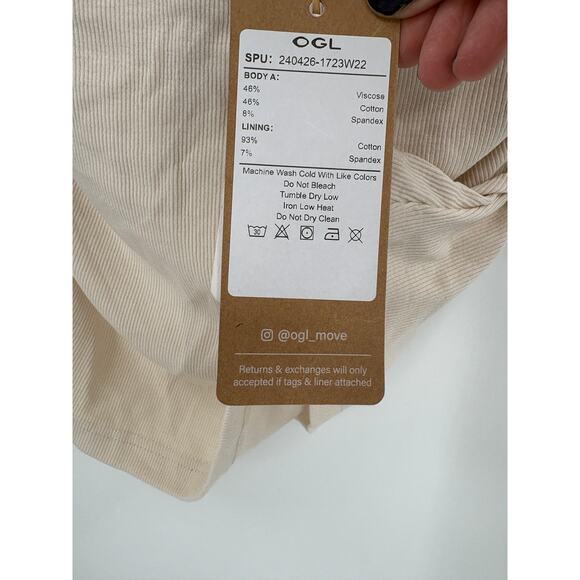 OGL
SPU: 240426-1723W22
BODY A:
46% Viscose
46% Cotton
8% Spandex
LINING:
93% Cotton
7% Spandex
Machine Wash Cold With Like Colors
Do Not Bleach
Tumble Dry Low
Iron Low Heat
Do Not Dry Clean
30
@ogl_move
Returns & exchanges will only
accepted if tags & liner attached